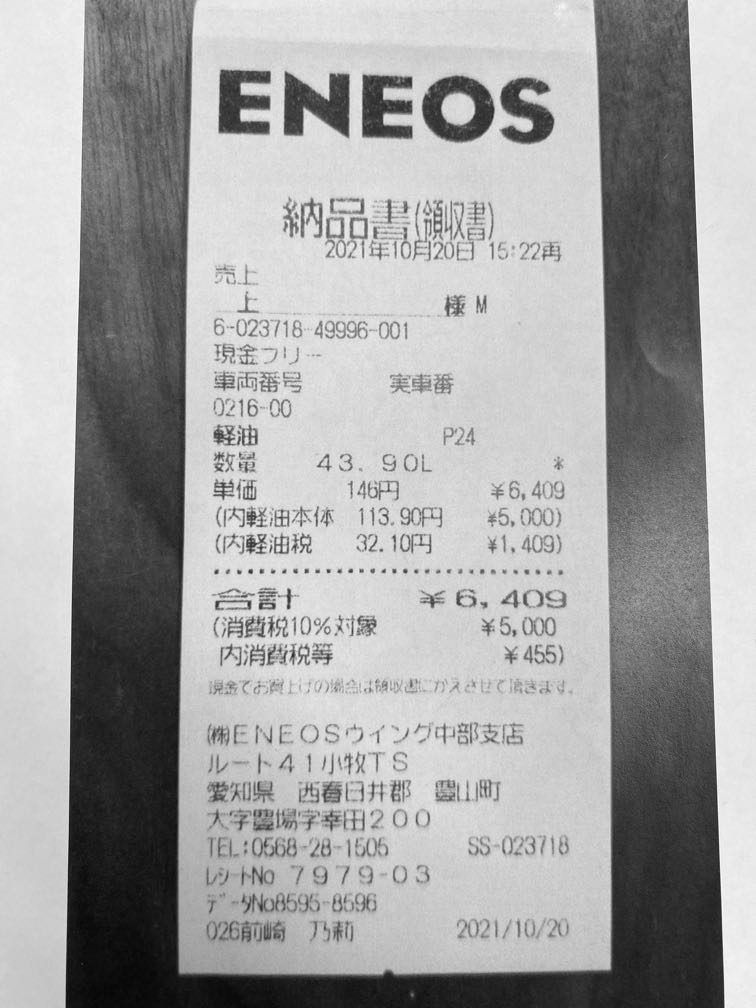 ENEOS
納品書(領収書)
2021年10月20日 15:22再
売上
上 様 M
6-023718-49996-001
現金フリー
車両番号 実車番
0216-00
軽油 P24
数量 43.90L *
単価 146円 ¥6,409
(内軽油本体 113.90円 ¥5,000)
(内軽油税 32.10円 ¥1,409)
合計 ¥6,409
(消費税10%対象 ¥5,000
内消費税等 ¥455)
現金でお買上げの場合は領収書にかえさせて頂きます。
㈱ENEOSウイング中部支店
ルート41小牧TS
愛知県 西春日井郡 豊山町
大字豊場字幸田200
TEL:0568-28-1505 SS-023718
レシートNo 7979-03
データNo8595-8596
026前崎 乃莉 2021/10/20